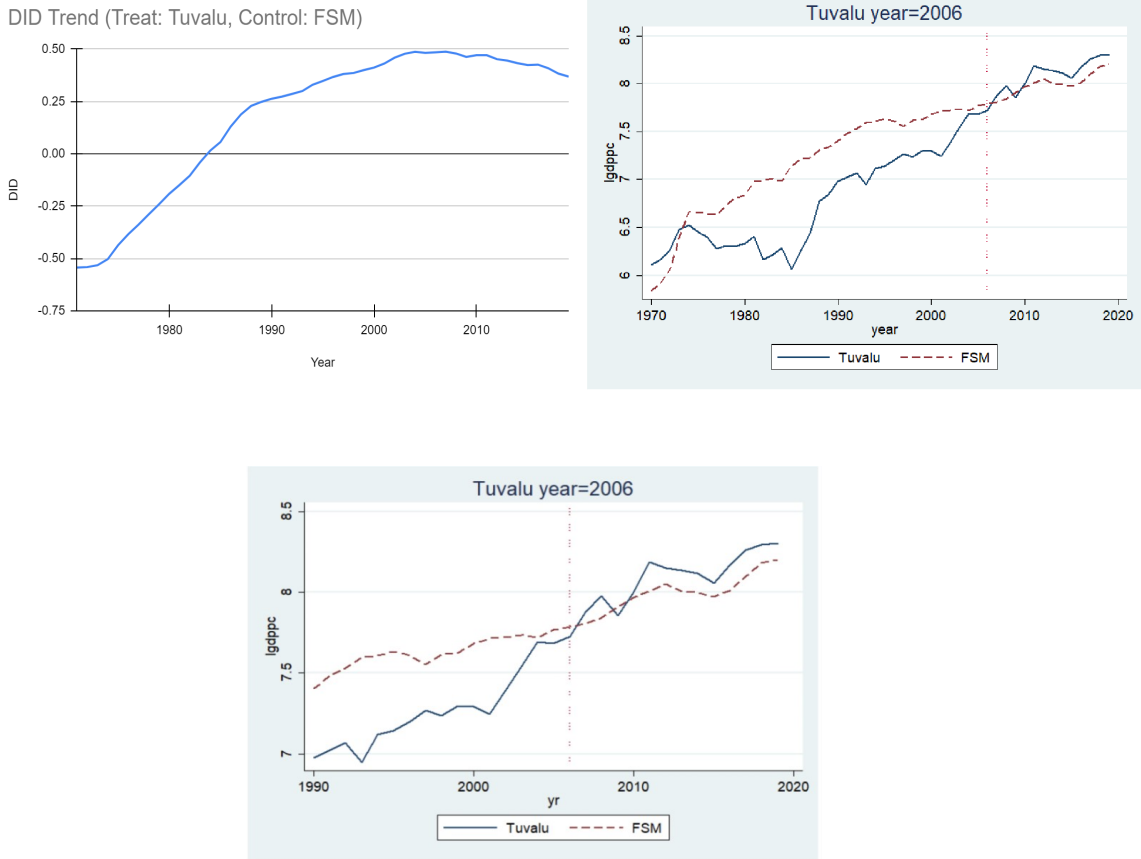 DID Trend (Treat: Tuvalu, Control: FSM)
0.50
0.25
0.00
-0.25
-0.50
-0.75
DID
1980 1990 2000 2010
Year
Tuvalu year=2006
8.5
8
7.5
7
6.5
6
lgdppc
1970 1980 1990 2000 2010 2020
year
Tuvalu FSM
Tuvalu year=2006
8.5
8
7.5
7
lgdppc
1990 2000 2010 2020
yr
Tuvalu FSM